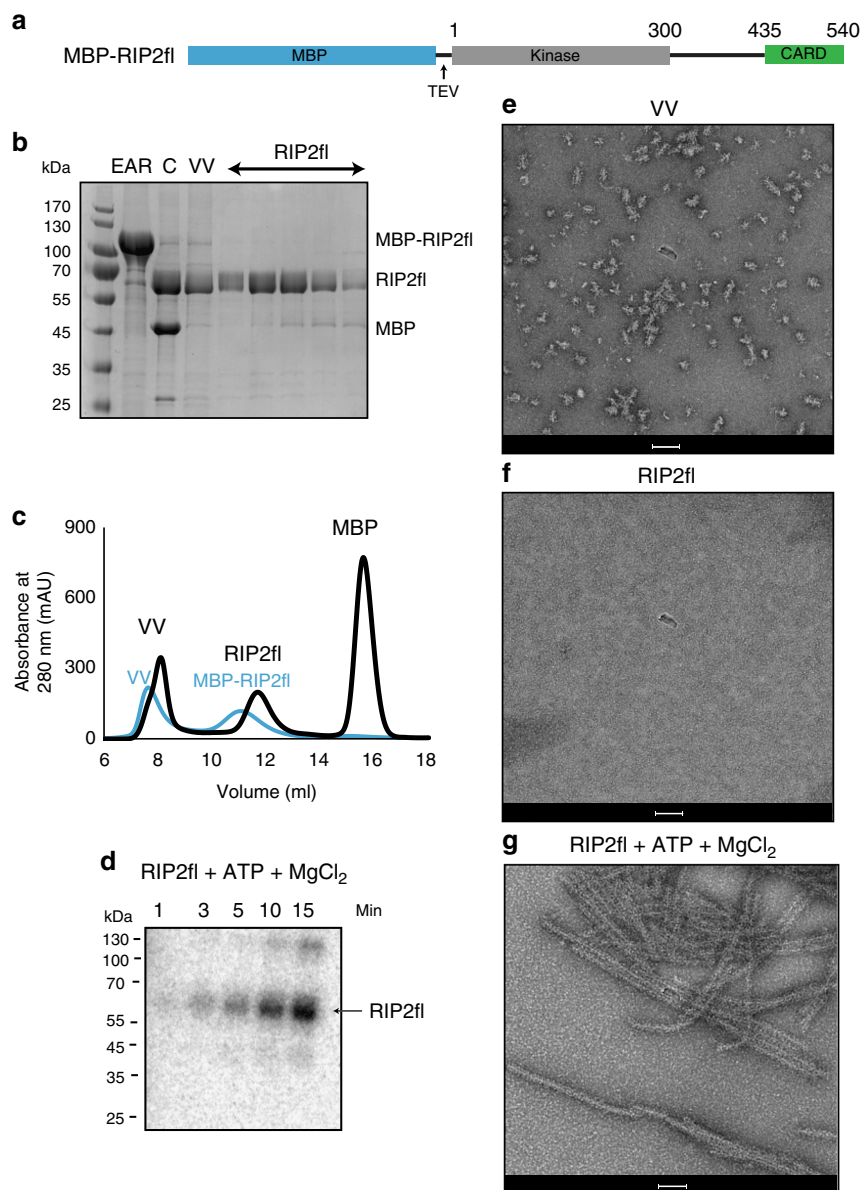 a
1 300 435 540
MBP-RIP2fl MBP Kinase CARD
TEV
b
kDa EAR C VV RIP2fl
170
130
100
70
55
45
35
25
MBP-RIP2fl
RIP2fl
MBP
c
Absorbance at
280 nm (mAU)
900
600
300
0
VV
VV
RIP2fl
MBP-RIP2fl
MBP
6 8 10 12 14 16 18
Volume (ml)
d
RIP2fl + ATP + MgCl₂
kDa 1 3 5 10 15 Min
130
100
70
55
45
35
25
RIP2fl
e
VV
f
RIP2fl
g
RIP2fl + ATP + MgCl₂